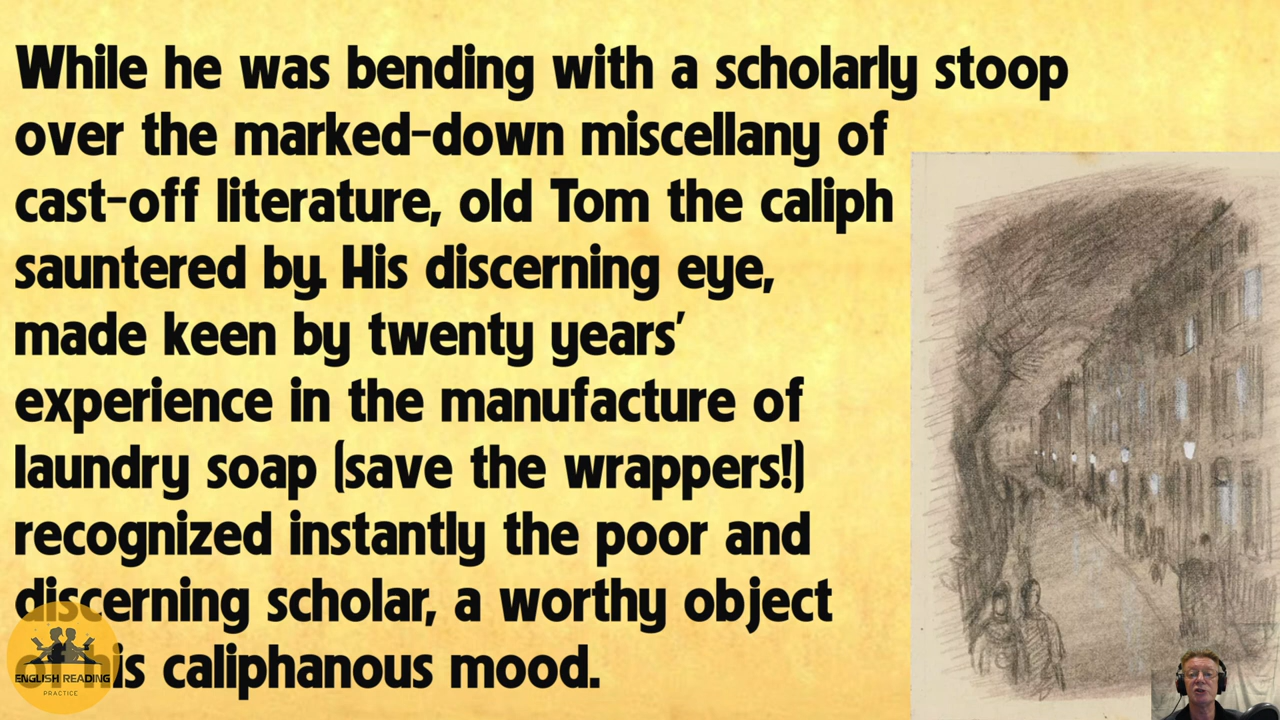 While he was bending with a scholarly stoop
over the marked-down miscellany of
cast-off literature, old Tom the caliph
sauntered by. His discerning eye,
made keen by twenty years'
experience in the manufacture of
laundry soap (save the wrappers!)
recognized instantly the poor and
discerning scholar, a worthy object
of his caliphanous mood.
ENGLISH READING
PRACTICE